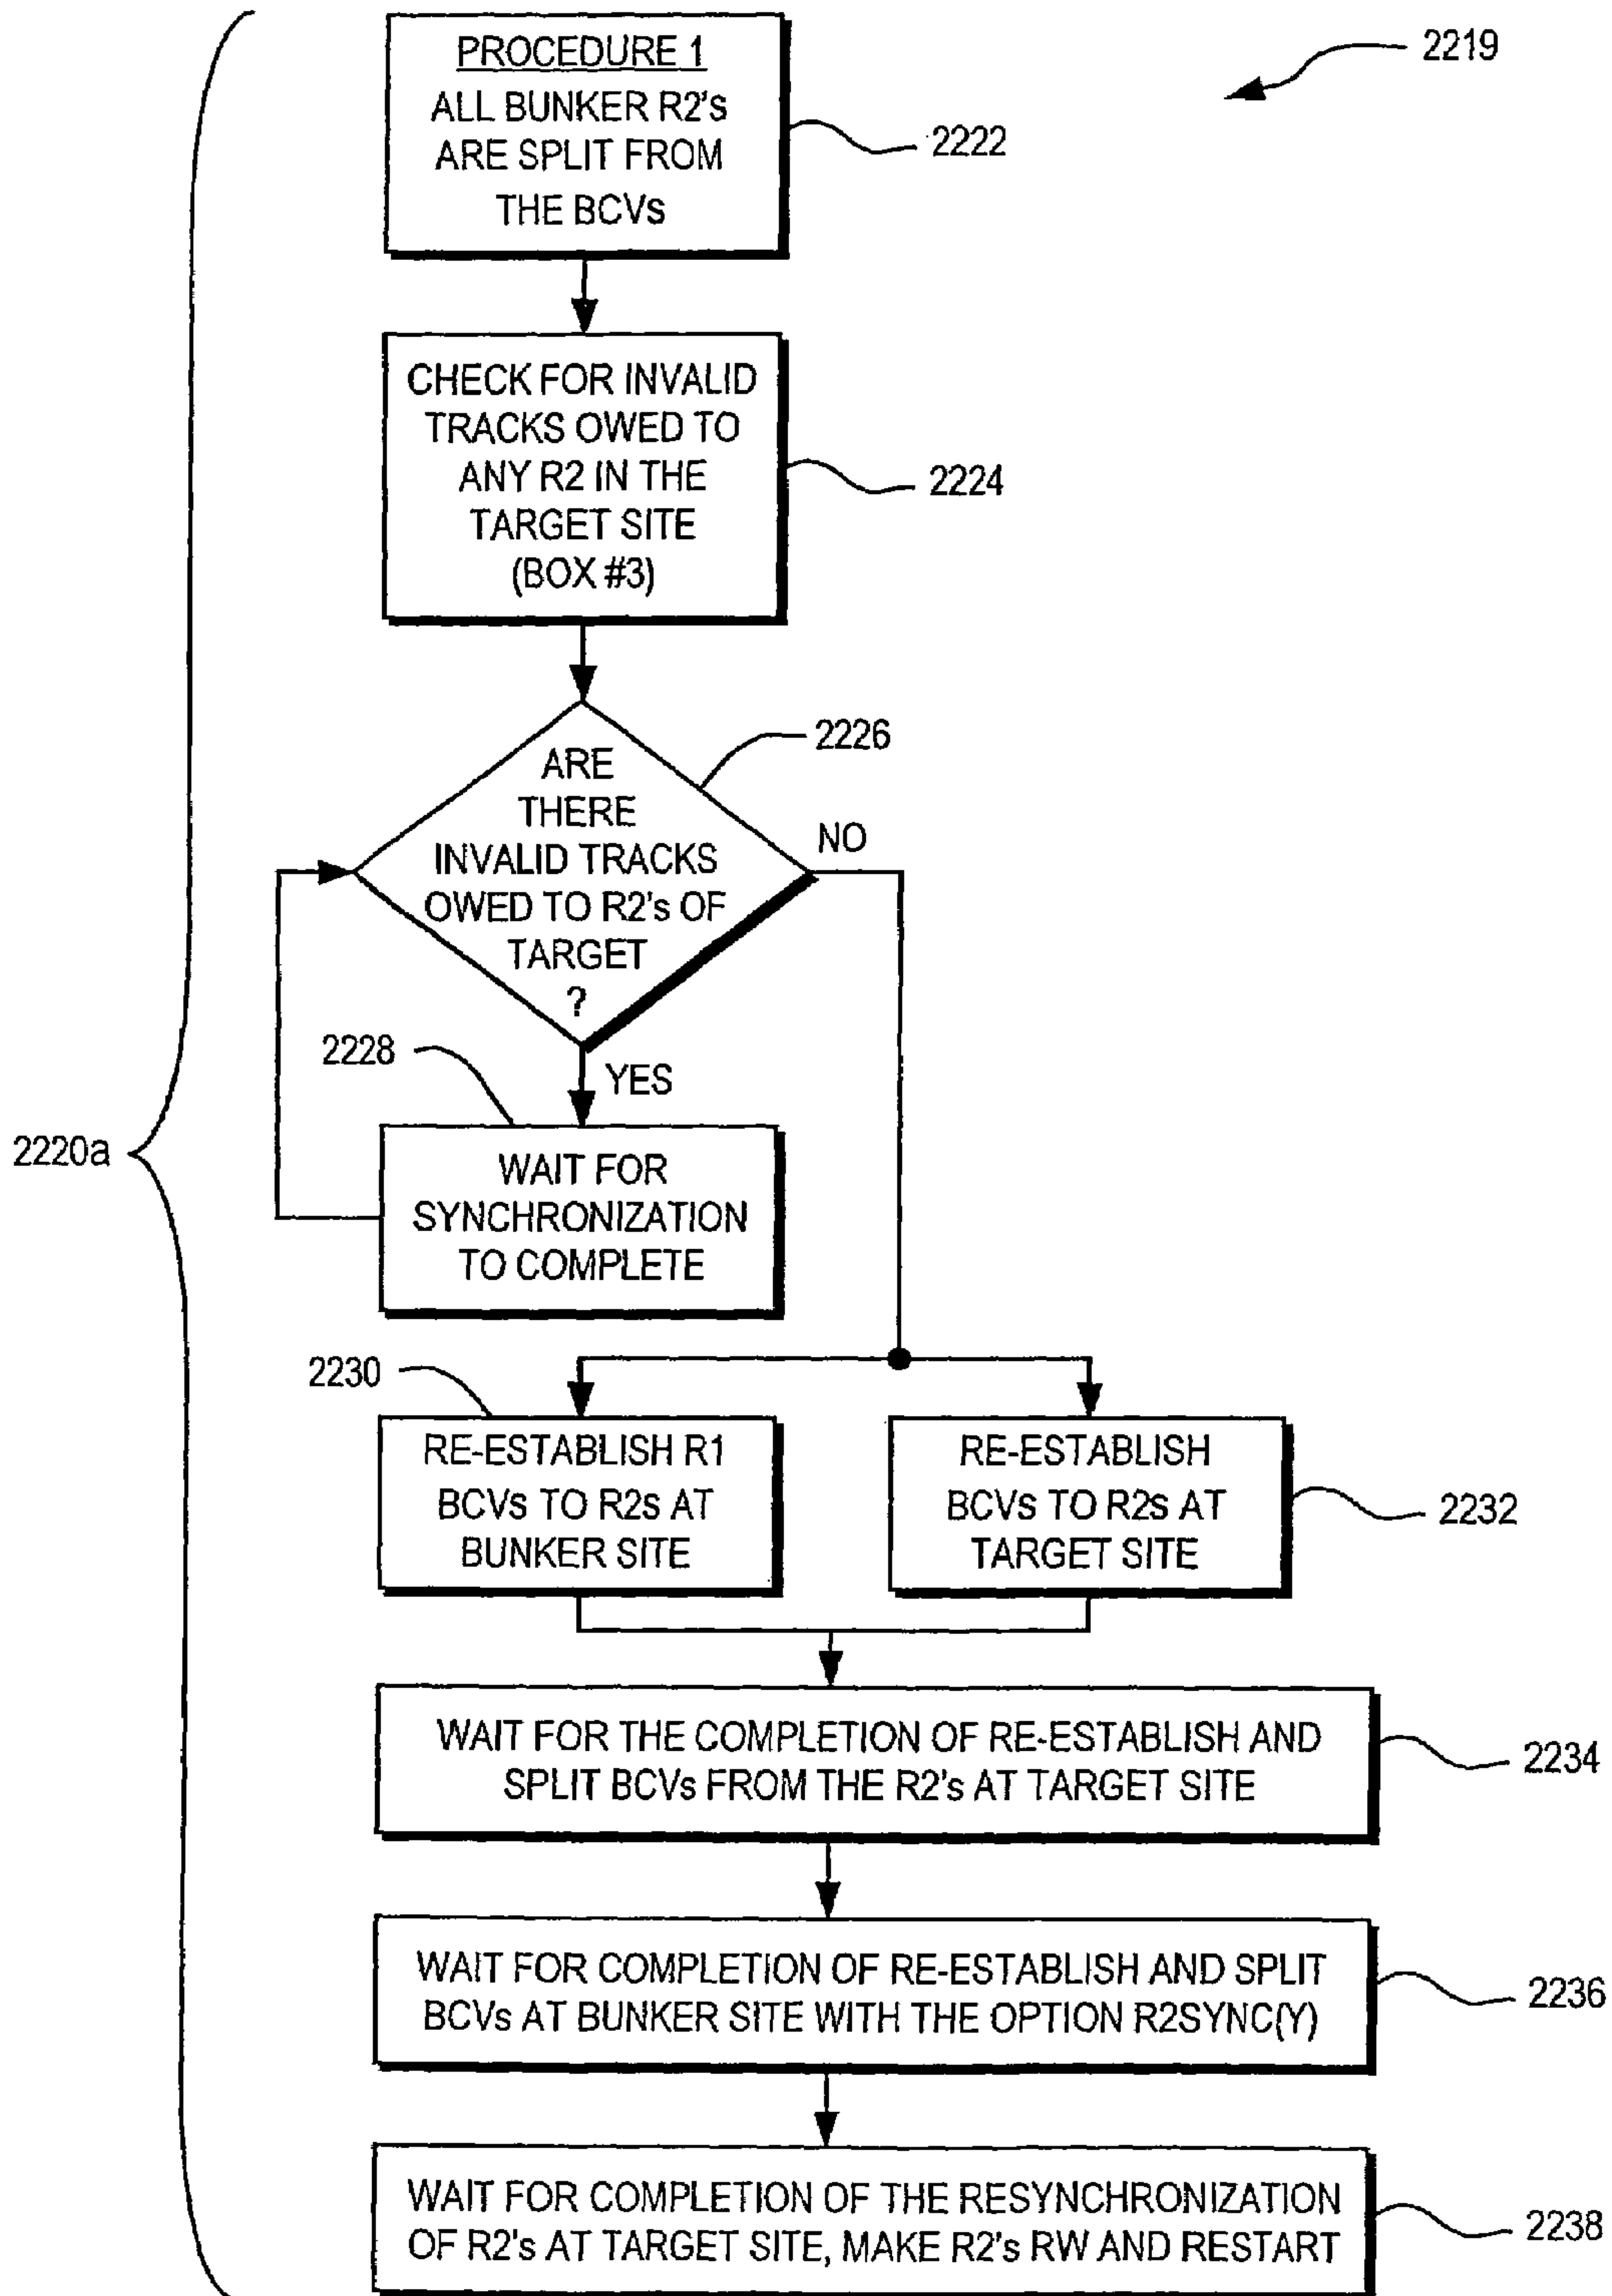 2219
PROCEDURE 1
ALL BUNKER R2's
ARE SPLIT FROM
THE BCVs
2222
CHECK FOR INVALID
TRACKS OWED TO
ANY R2 IN THE
TARGET SITE
(BOX #3)
2224
2226
ARE
THERE
INVALID TRACKS
OWED TO R2's OF
TARGET
?
NO
YES
2228
WAIT FOR
SYNCHRONIZATION
TO COMPLETE
2220a
2230
RE-ESTABLISH R1
BCVs TO R2s AT
BUNKER SITE
RE-ESTABLISH
BCVs TO R2s AT
TARGET SITE
2232
WAIT FOR THE COMPLETION OF RE-ESTABLISH AND
SPLIT BCVs FROM THE R2's AT TARGET SITE
2234
WAIT FOR COMPLETION OF RE-ESTABLISH AND SPLIT
BCVs AT BUNKER SITE WITH THE OPTION R2SYNC(Y)
2236
WAIT FOR COMPLETION OF THE RESYNCHRONIZATION
OF R2's AT TARGET SITE, MAKE R2's RW AND RESTART
2238